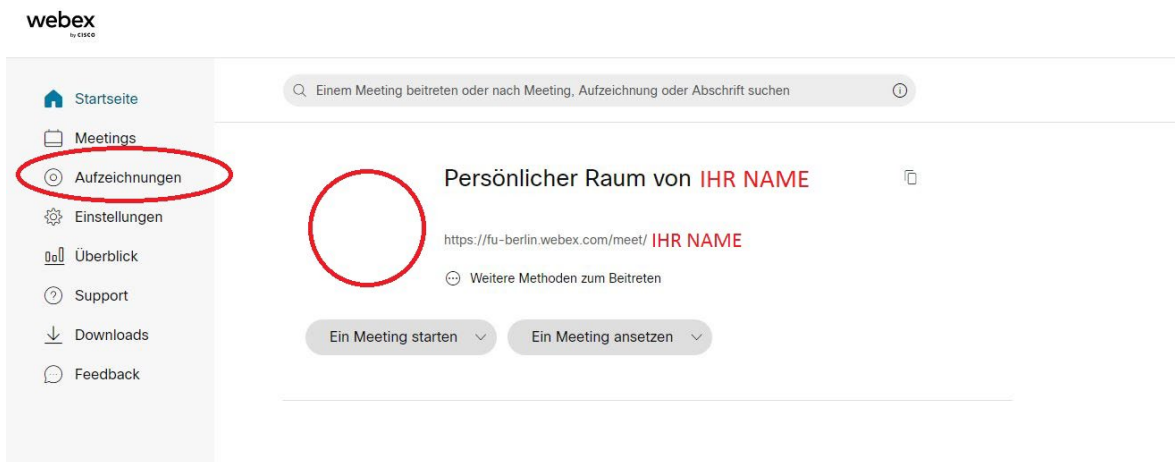 webex
by CISCO
Startseite
Meetings
Aufzeichnungen
Einstellungen
Überblick
Support
Downloads
Feedback
Einem Meeting beitreten oder nach Meeting, Aufzeichnung oder Abschrift suchen
Persönlicher Raum von IHR NAME
https://fu-berlin.webex.com/meet/ IHR NAME
Weitere Methoden zum Beitreten
Ein Meeting starten
Ein Meeting ansetzen